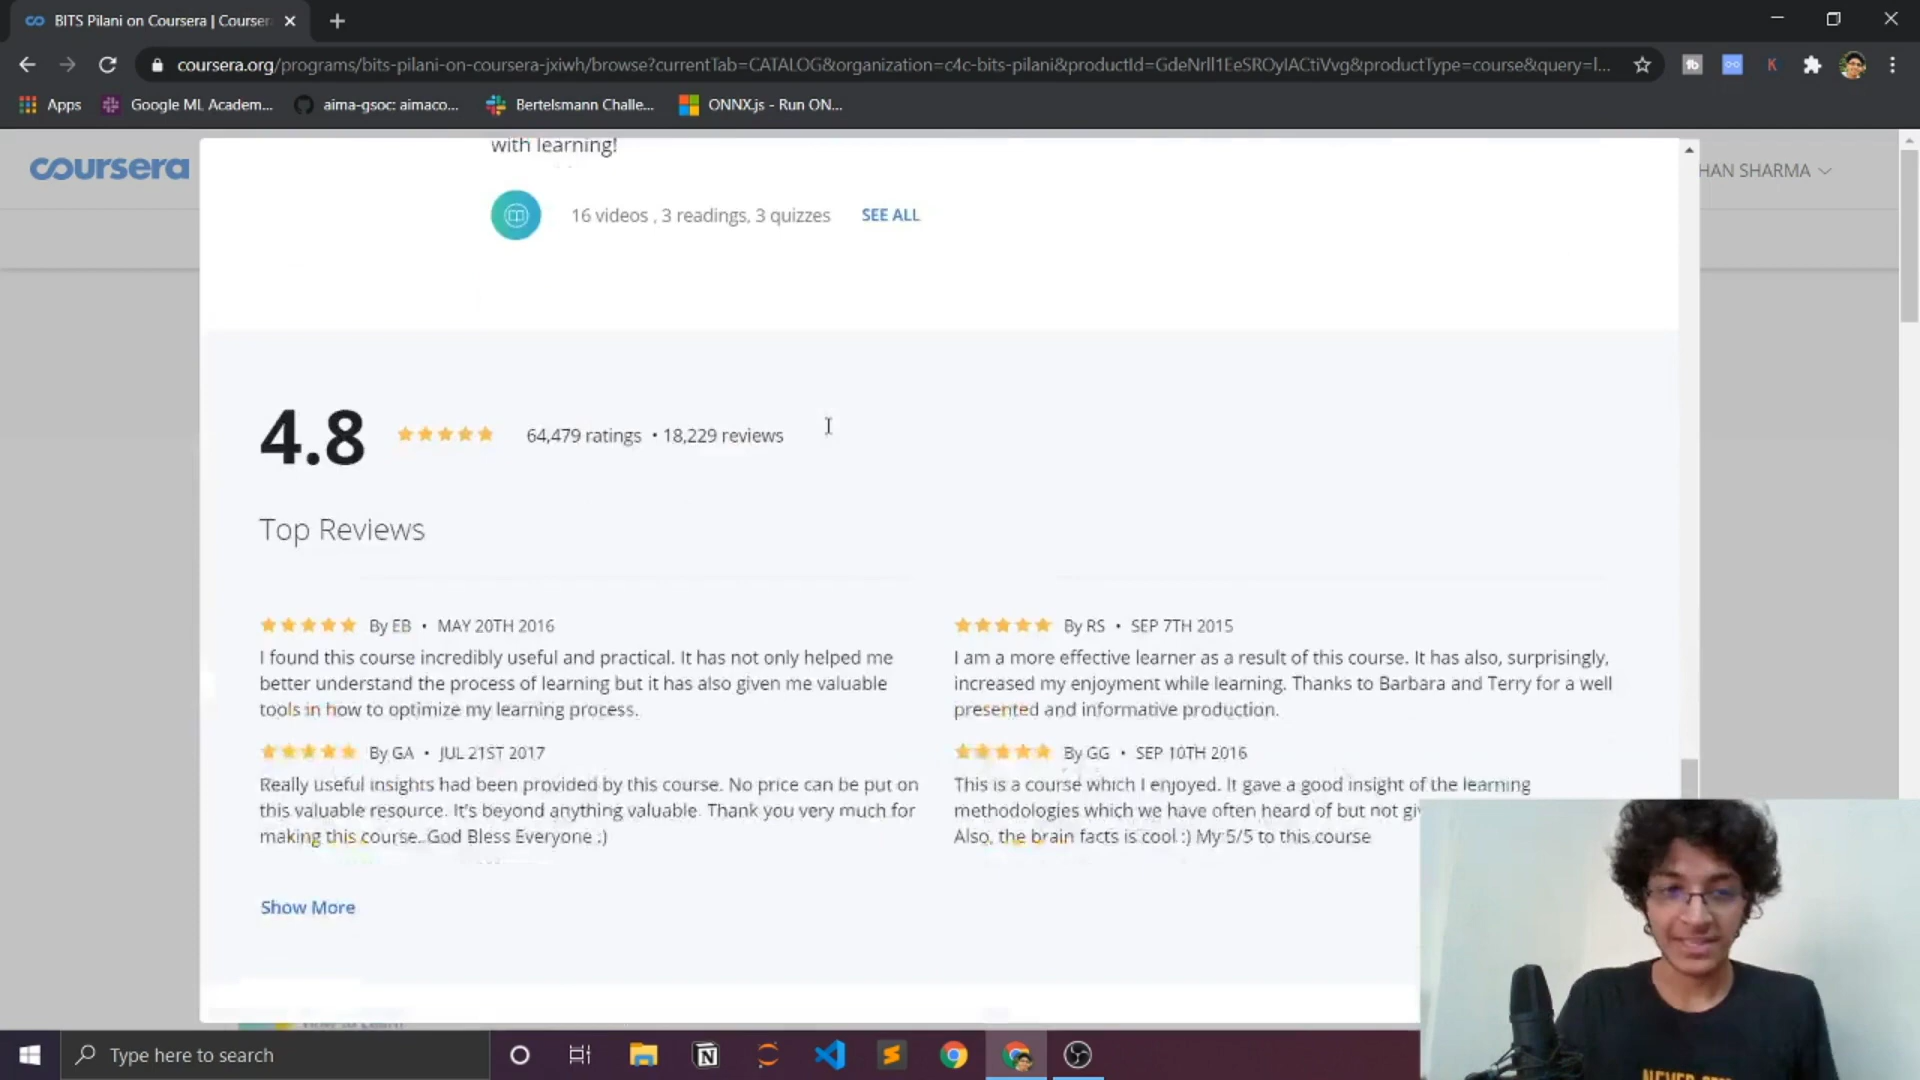 BITS Pilani on Coursera | Courser
coursera.org/programs/bits-pilani-on-coursera-jxiwh/browse?currentTab=CATALOG&organization=c4c-bits-pilani&productId=GdeNrll1EeSROyIACtiVvg&productType=course&query=l...
Apps
Google ML Academ...
aima-gsoc: aimaco...
Bertelsmann Challe...
ONNX.js - Run ON...
coursera
HAN SHARMA
with learning!
16 videos , 3 readings, 3 quizzes
SEE ALL
4.8
64,479 ratings • 18,229 reviews
Top Reviews
By EB • MAY 20TH 2016
I found this course incredibly useful and practical. It has not only helped me
better understand the process of learning but it has also given me valuable
tools in how to optimize my learning process.
By RS • SEP 7TH 2015
I am a more effective learner as a result of this course. It has also, surprisingly,
increased my enjoyment while learning. Thanks to Barbara and Terry for a well
presented and informative production.
By GA • JUL 21ST 2017
Really useful insights had been provided by this course. No price can be put on
this valuable resource. It's beyond anything valuable. Thank you very much for
making this course. God Bless Everyone :)
By GG • SEP 10TH 2016
This is a course which I enjoyed. It gave a good insight of the learning
methodologies which we have often heard of but not gi
Also, the brain facts is cool :) My 5/5 to this course
Show More
Type here to search